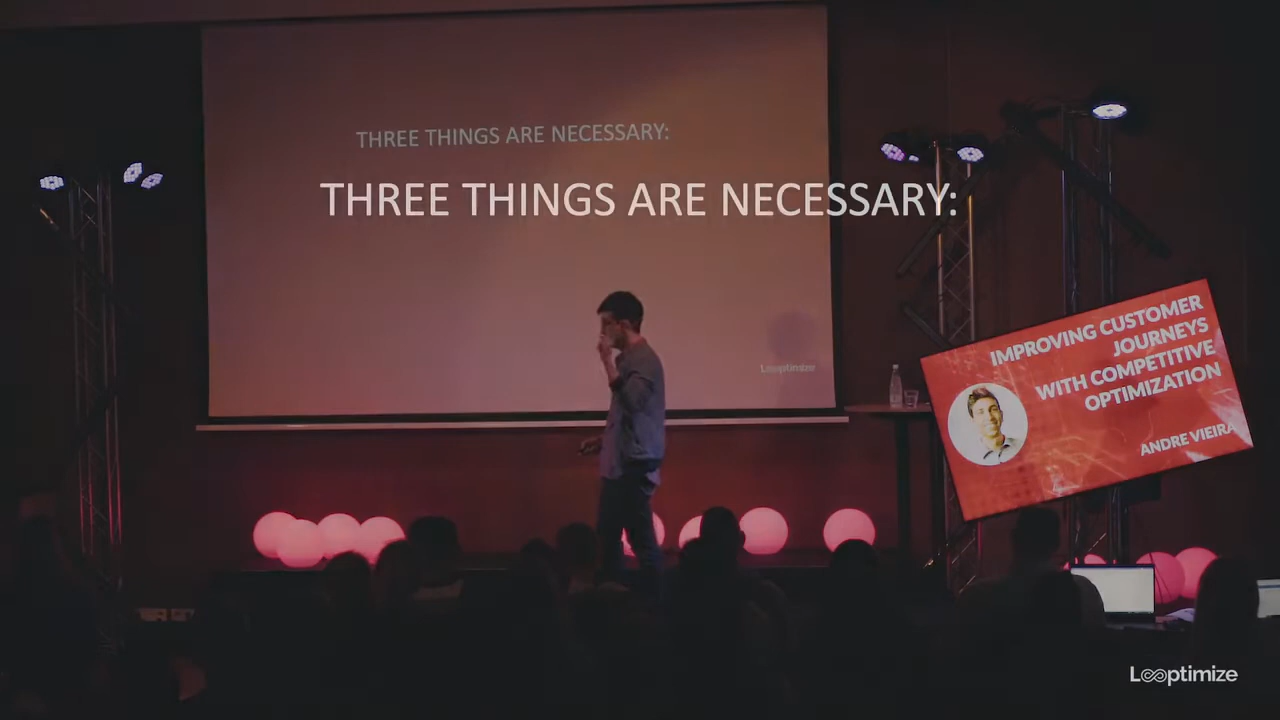 THREE THINGS ARE NECESSARY:
THREE THINGS ARE NECESSARY:
IMPROVING CUSTOMER
JOURNEYS
WITH COMPETITIVE
OPTIMIZATION
ANDRE VIEIRA
Looptimize
Looptimize